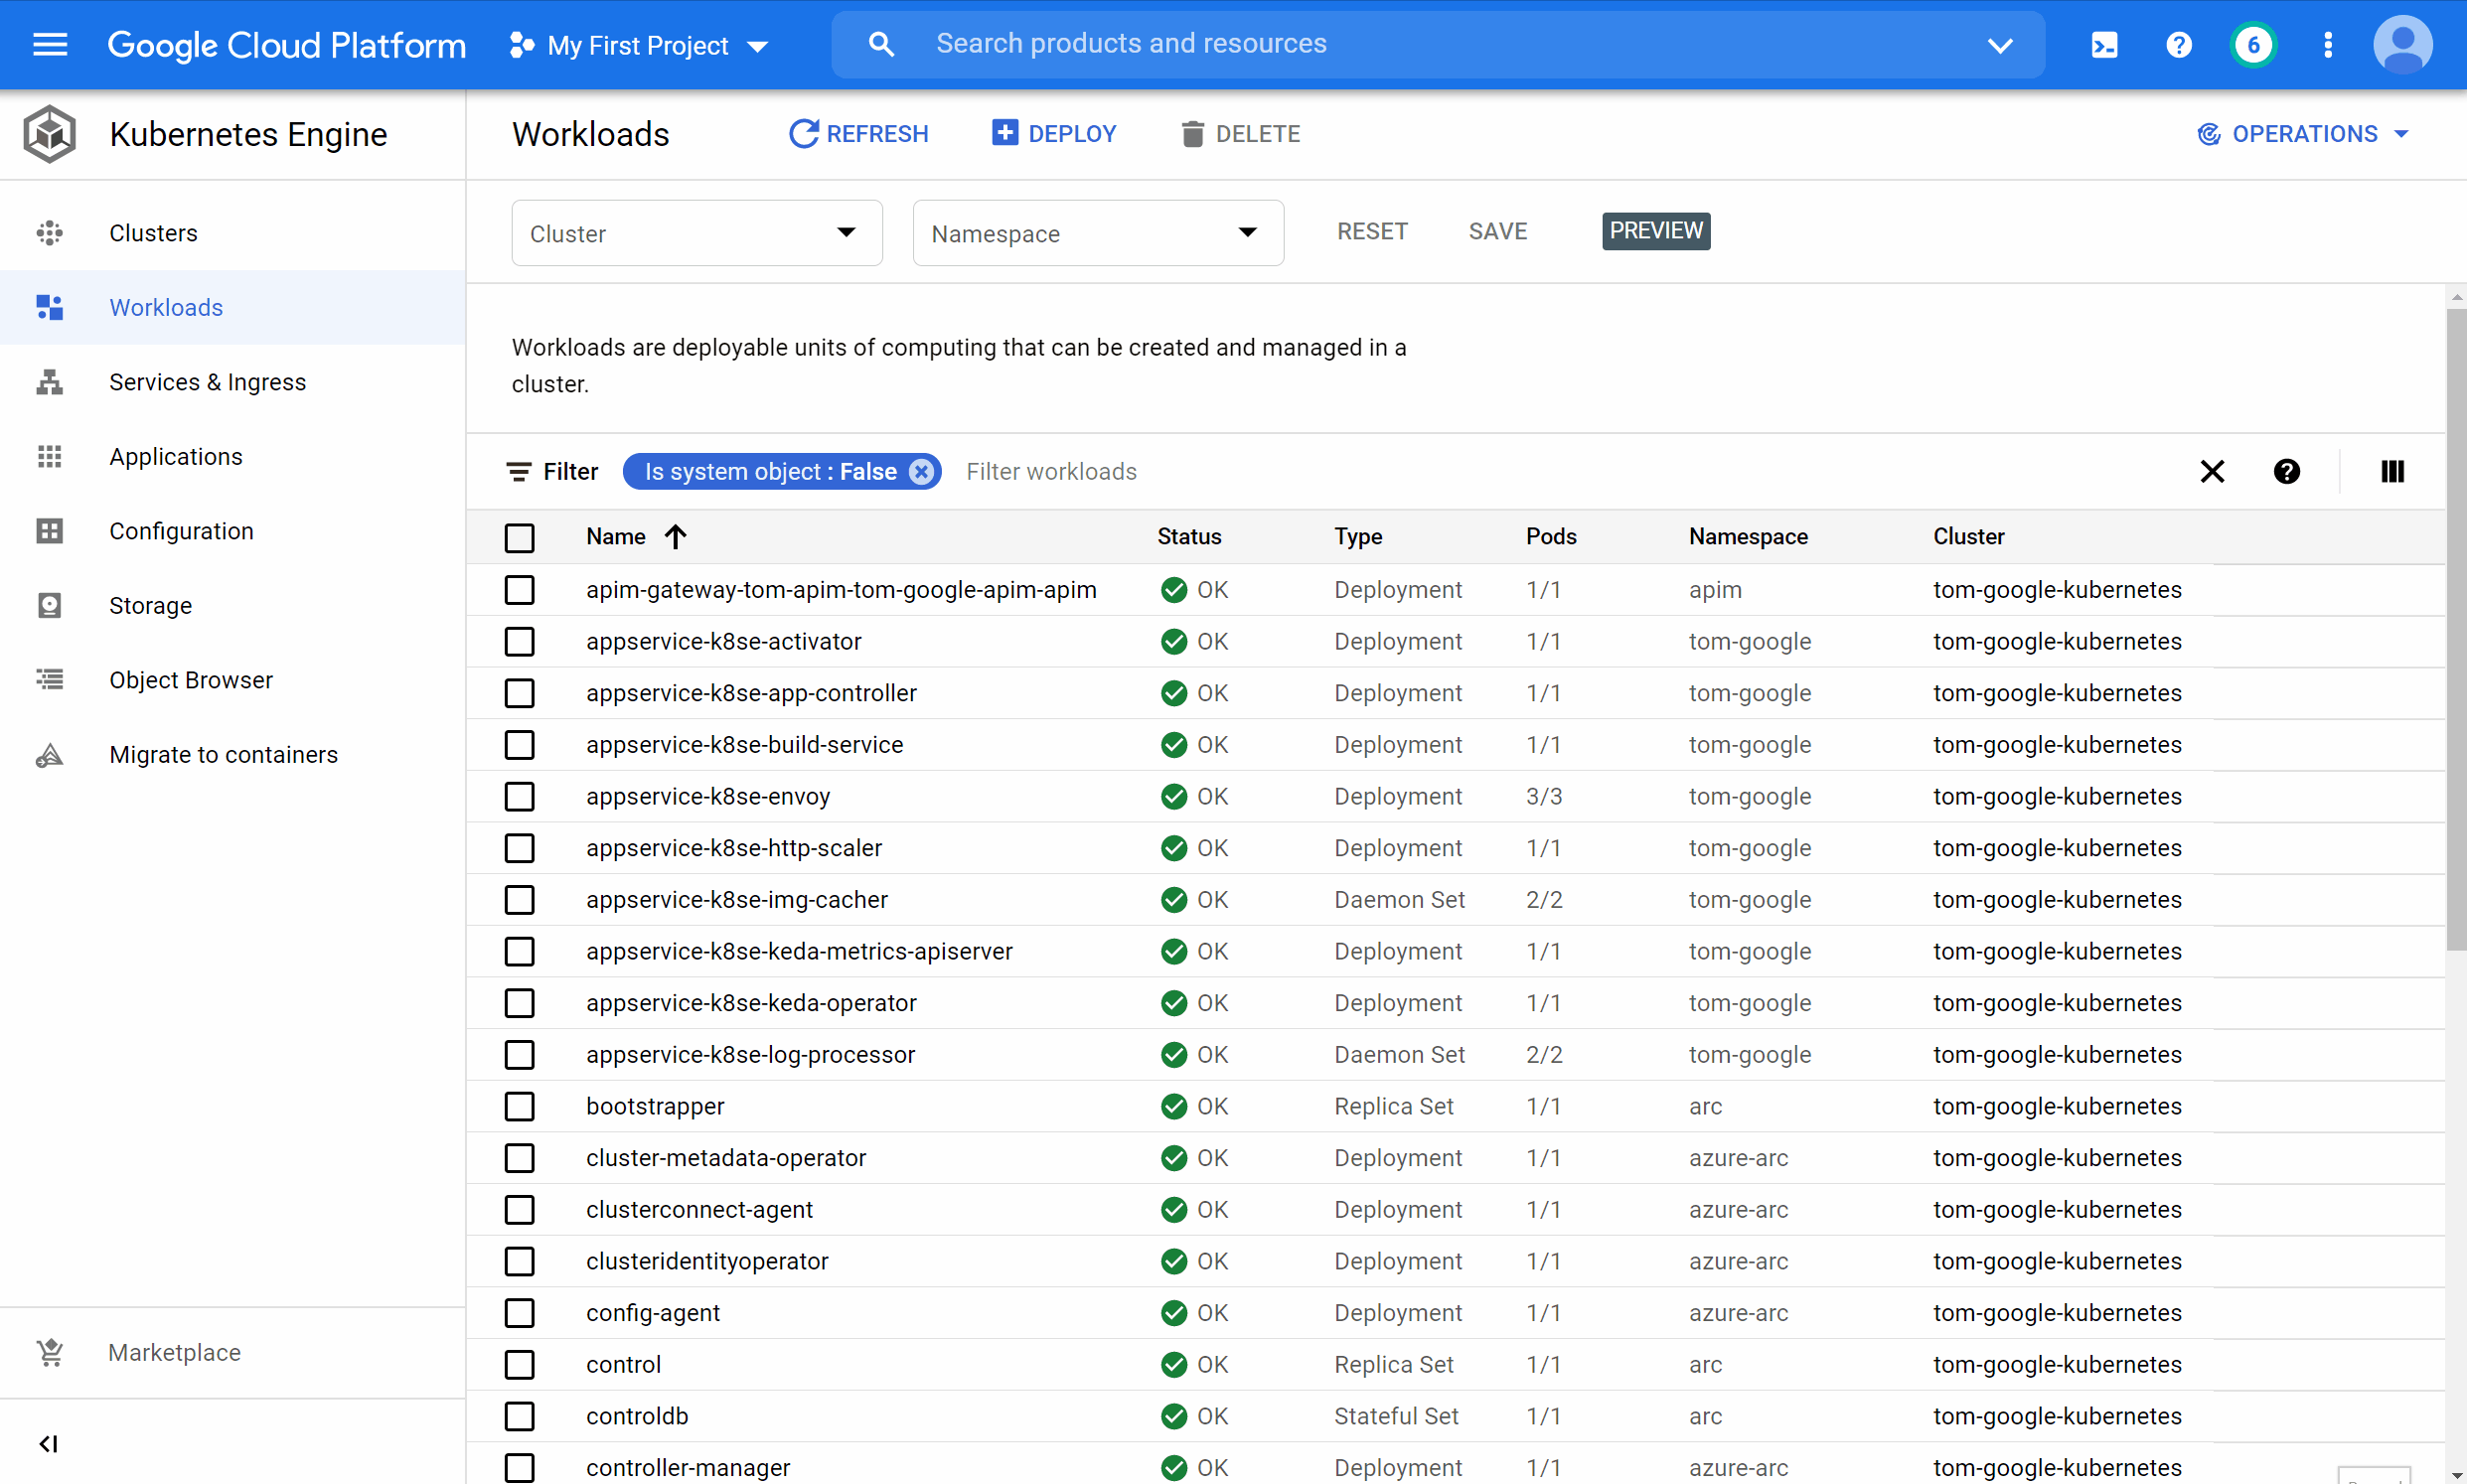 Google Cloud Platform My First Project Search products and resources 6
Kubernetes Engine Workloads REFRESH DEPLOY DELETE OPERATIONS
Cluster Namespace RESET SAVE PREVIEW
Clusters
Workloads
Services & Ingress
Applications
Configuration
Storage
Object Browser
Migrate to containers
Marketplace
Workloads are deployable units of computing that can be created and managed in a
cluster.
Filter Is system object : False Filter workloads
Name Status Type Pods Namespace Cluster
apim-gateway-tom-apim-tom-google-apim-apim OK Deployment 1/1 apim tom-google-kubernetes
appservice-k8se-activator OK Deployment 1/1 tom-google tom-google-kubernetes
appservice-k8se-app-controller OK Deployment 1/1 tom-google tom-google-kubernetes
appservice-k8se-build-service OK Deployment 1/1 tom-google tom-google-kubernetes
appservice-k8se-envoy OK Deployment 3/3 tom-google tom-google-kubernetes
appservice-k8se-http-scaler OK Deployment 1/1 tom-google tom-google-kubernetes
appservice-k8se-img-cacher OK Daemon Set 2/2 tom-google tom-google-kubernetes
appservice-k8se-keda-metrics-apiserver OK Deployment 1/1 tom-google tom-google-kubernetes
appservice-k8se-keda-operator OK Deployment 1/1 tom-google tom-google-kubernetes
appservice-k8se-log-processor OK Daemon Set 2/2 tom-google tom-google-kubernetes
bootstrapper OK Replica Set 1/1 arc tom-google-kubernetes
cluster-metadata-operator OK Deployment 1/1 azure-arc tom-google-kubernetes
clusterconnect-agent OK Deployment 1/1 azure-arc tom-google-kubernetes
clusteridentityoperator OK Deployment 1/1 azure-arc tom-google-kubernetes
config-agent OK Deployment 1/1 azure-arc tom-google-kubernetes
control OK Replica Set 1/1 arc tom-google-kubernetes
controldb OK Stateful Set 1/1 arc tom-google-kubernetes
controller-manager OK Deployment 1/1 azure-arc tom-google-kubernetes